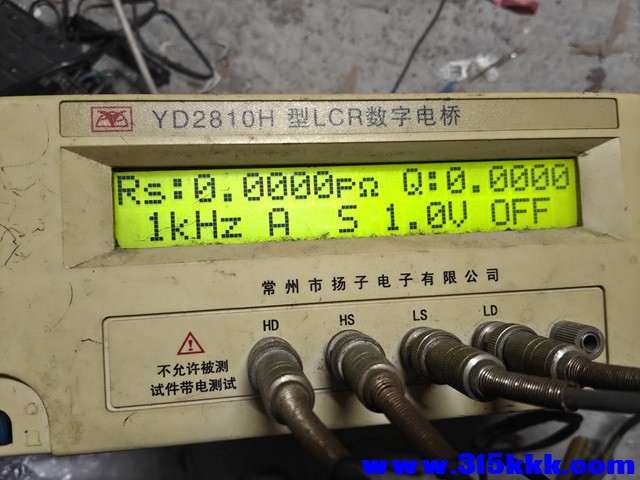 YD2810H 型LCR数字电桥
Rs:0.0000pΩ Q:0.0000
1kHz A S 1.0V OFF
常州市扬子电子有限公司
HD HS LS LD
不允许被测
试件带电测试
www.315kkk.com